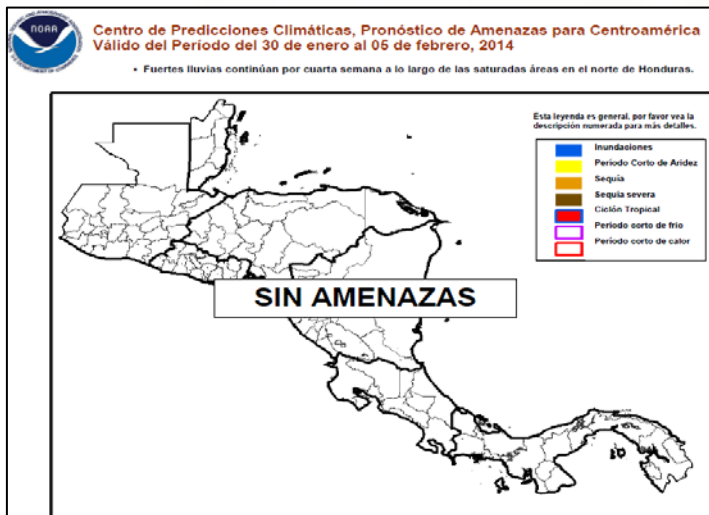 NOAA
Centro de Predicciones Climáticas, Pronóstico de Amenazas para Centroamérica
Válido del Período del 30 de enero al 05 de febrero, 2014
• Fuertes lluvias continúan por cuarta semana a lo largo de las saturadas áreas en el norte de Honduras.
Esta leyenda es general, por favor vea la
descripción numerada para más detalles.
Inundaciones
Período Corto de Aridez
Sequía
Sequía severa
Ciclón Tropical
Período corto de frío
Período corto de calor
SIN AMENAZAS